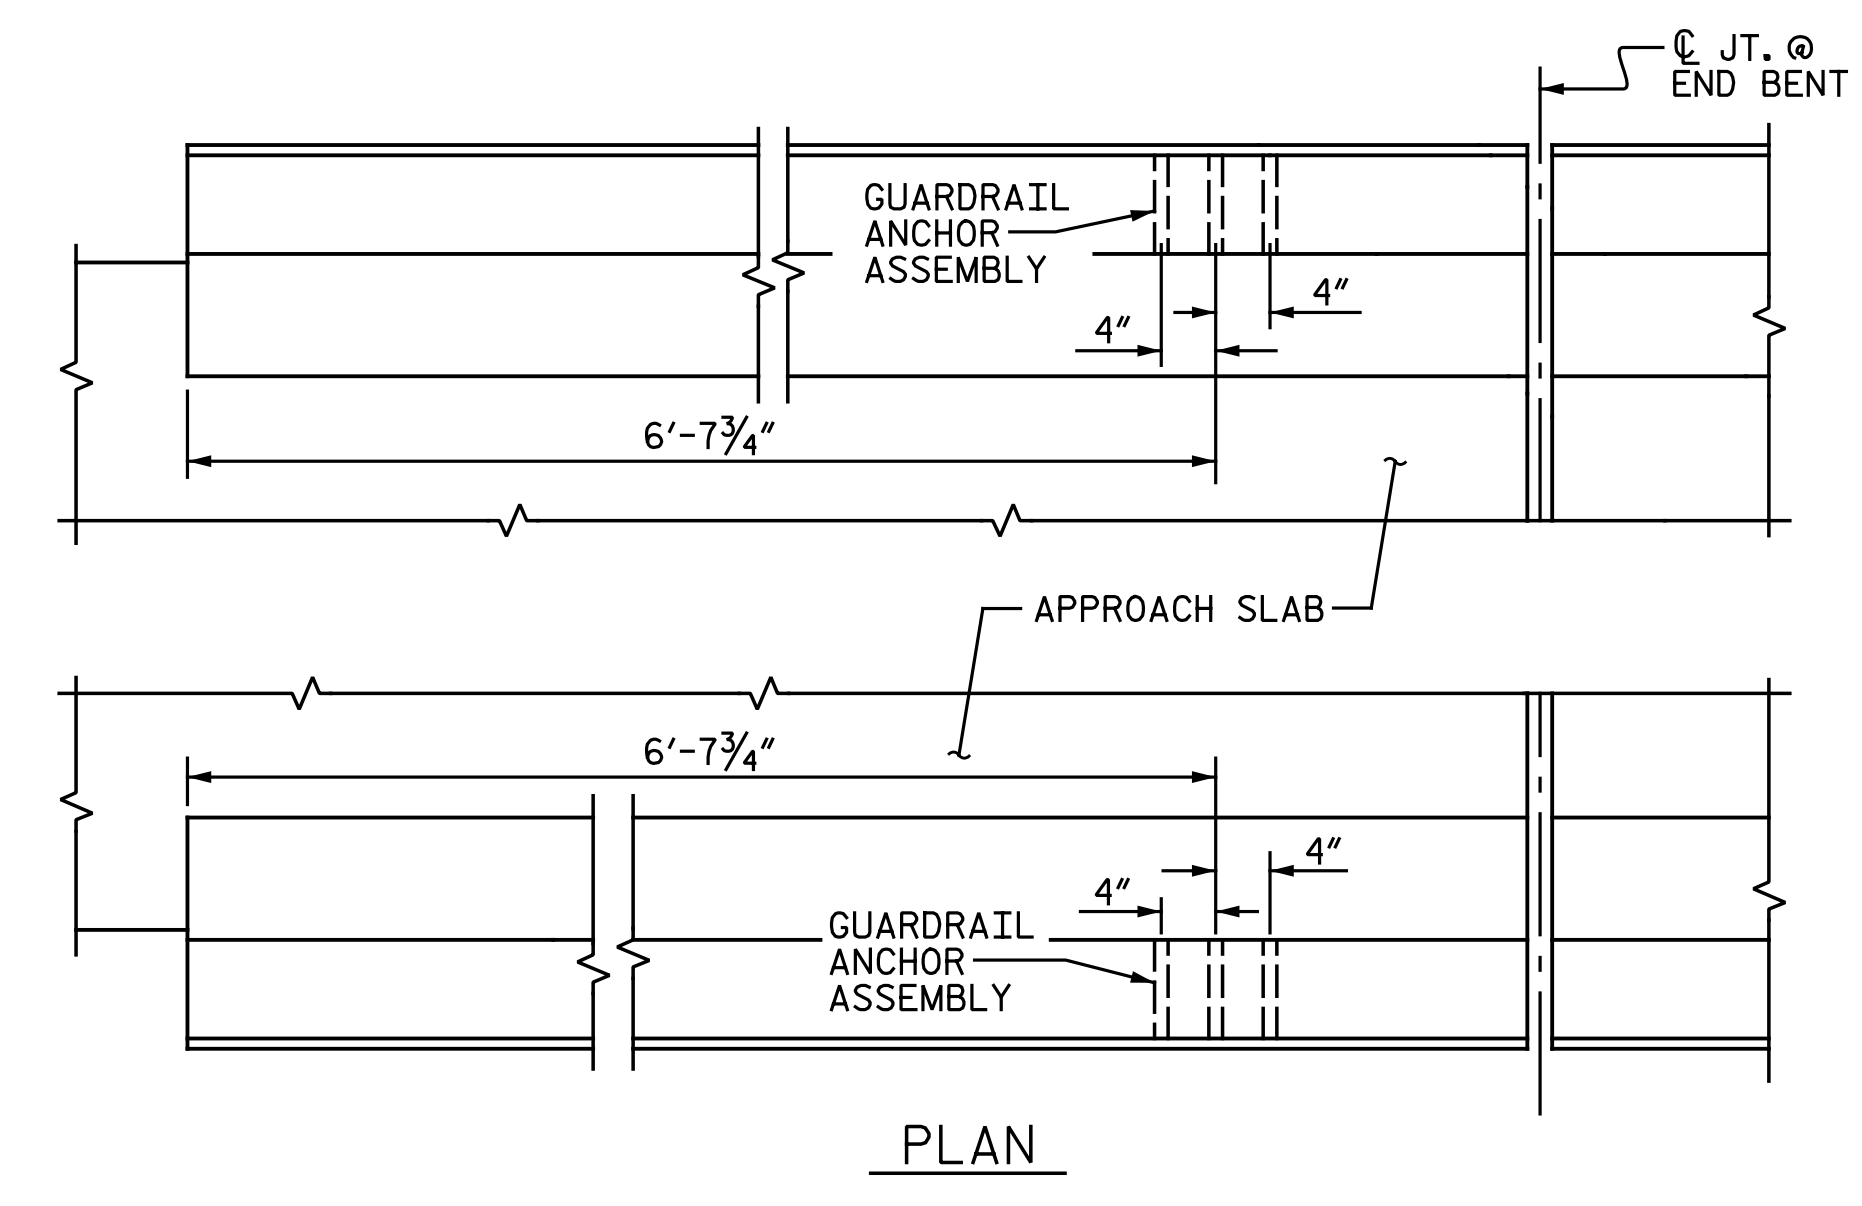 ℄ JT. @
END BENT
GUARDRAIL
ANCHOR
ASSEMBLY
4"
4"
6'-7¾"
APPROACH SLAB
6'-7¾"
4"
4"
GUARDRAIL
ANCHOR
ASSEMBLY
PLAN